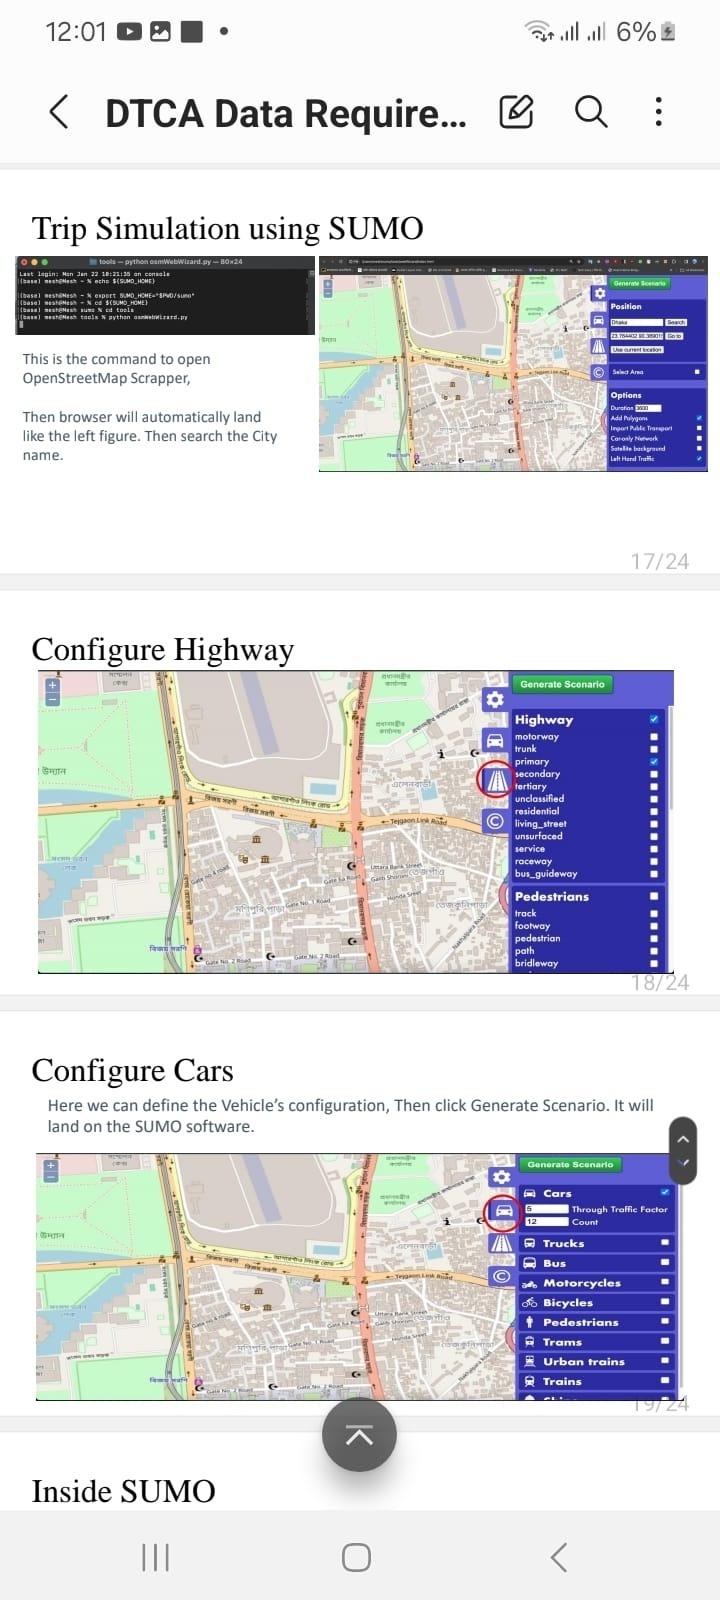 12:01
6%
DTCA Data Require...
Trip Simulation using SUMO
tools — python osmWebWizard.py — 80×24
Last login: Mon Jan 22 10:21:35 on console
(base) mesh@Mesh ~ % echo ${SUMO_HOME}
(base) mesh@Mesh ~ % export SUMO_HOME="$PWD/sumo"
(base) mesh@Mesh ~ % cd ${SUMO_HOME}
(base) mesh@Mesh sumo % cd tools
(base) mesh@Mesh tools % python osmWebWizard.py
This is the command to open
OpenStreetMap Scrapper,
Then browser will automatically land
like the left figure. Then search the City
name.
Generate Scenario
Position
Dhaka
Search
Go to
Use current location
Select Area
Options
Duration 3600
Add Polygons
Import Public Transport
Car-only Network
Satellite background
Left Hand Traffic
17/24
Configure Highway
Generate Scenario
Highway
motorway
trunk
primary
secondary
tertiary
unclassified
residential
living_street
unsurfaced
service
raceway
bus_guideway
Pedestrians
track
footway
pedestrian
path
bridleway
উদ্যান
বিজয় সরণী
Tejgaon Link Road
Uttara Bank Street
Gate No. 2 Road
Gate No. 2 Road
18/24
Configure Cars
Here we can define the Vehicle's configuration, Then click Generate Scenario. It will
land on the SUMO software.
Generate Scenario
Cars
5 Through Traffic Factor
12 Count
Trucks
Bus
Motorcycles
Bicycles
Pedestrians
Trams
Urban trains
Trains
উদ্যান
Tejgaon Link Road
19/24
Inside SUMO